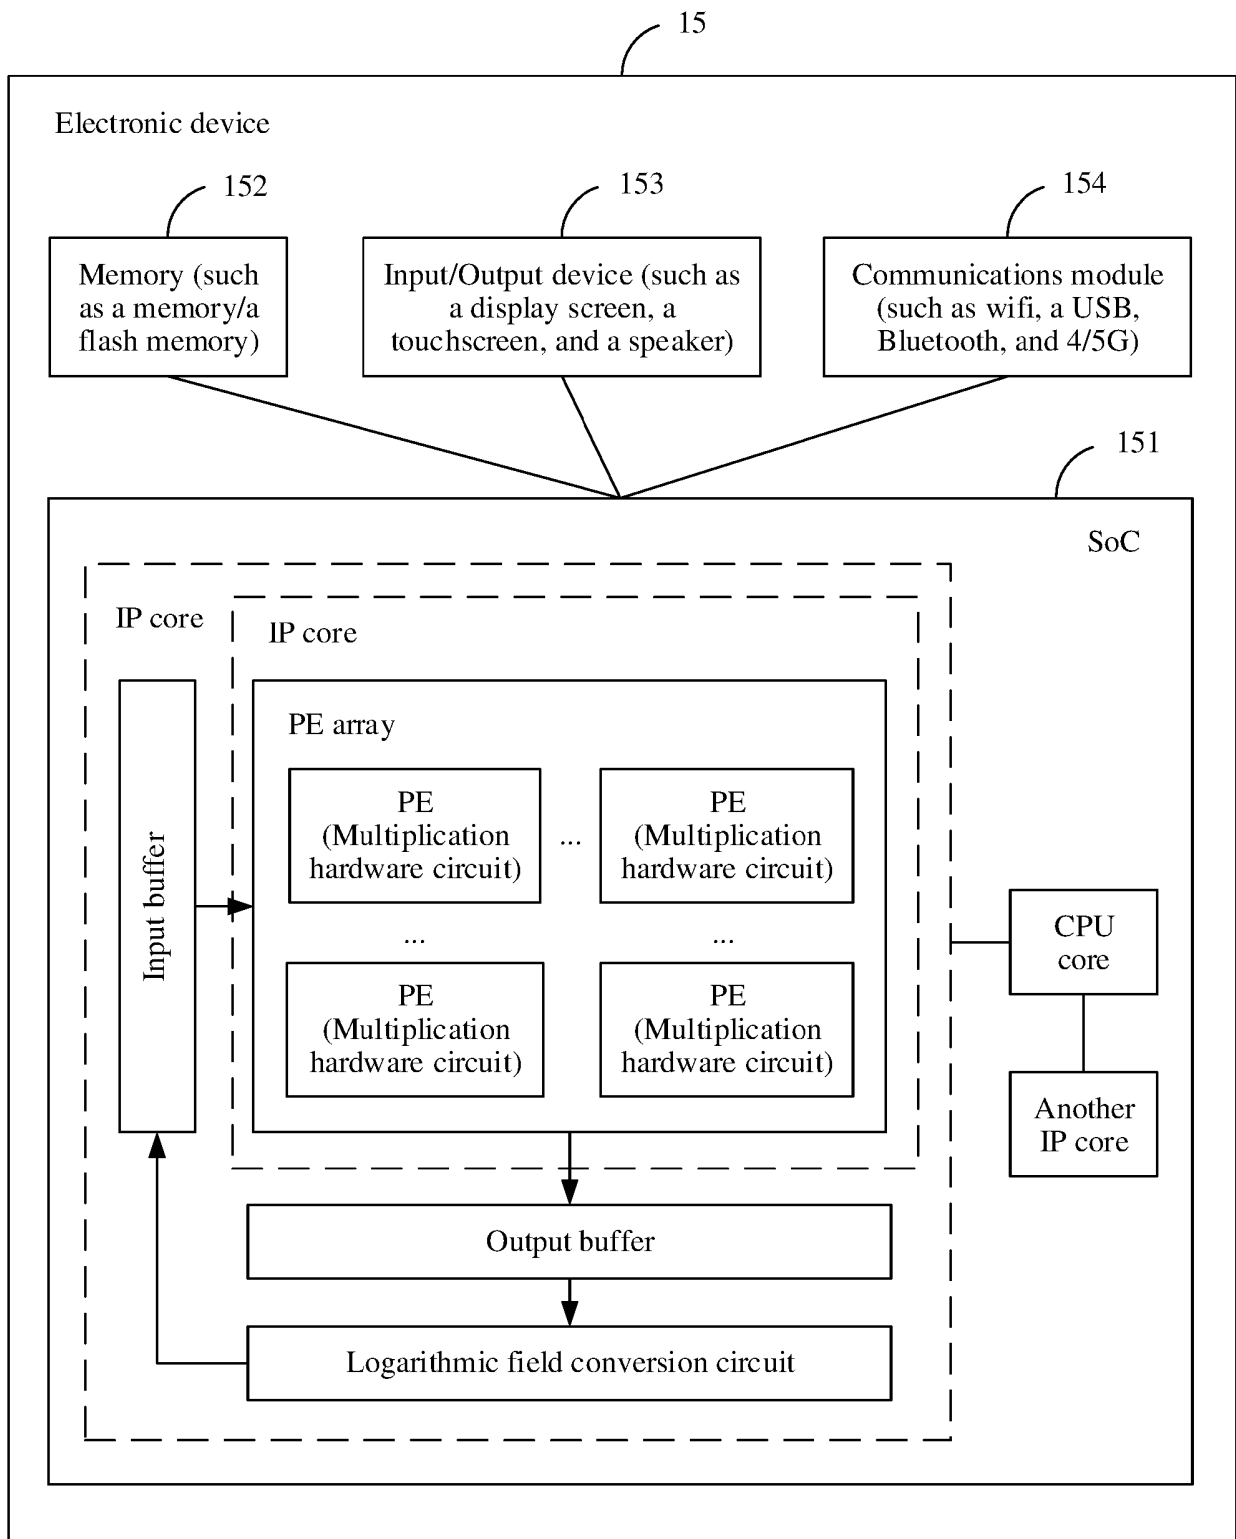 15
Electronic device
152
153
154
Memory (such
as a memory/a
flash memory)
Input/Output device (such as
a display screen, a
touchscreen, and a speaker)
Communications module
(such as wifi, a USB,
Bluetooth, and 4/5G)
151
SoC
IP core
IP core
Input buffer
PE array
PE
(Multiplication
hardware circuit)
...
PE
(Multiplication
hardware circuit)
...
...
PE
(Multiplication
hardware circuit)
PE
(Multiplication
hardware circuit)
CPU
core
Another
IP core
Output buffer
Logarithmic field conversion circuit